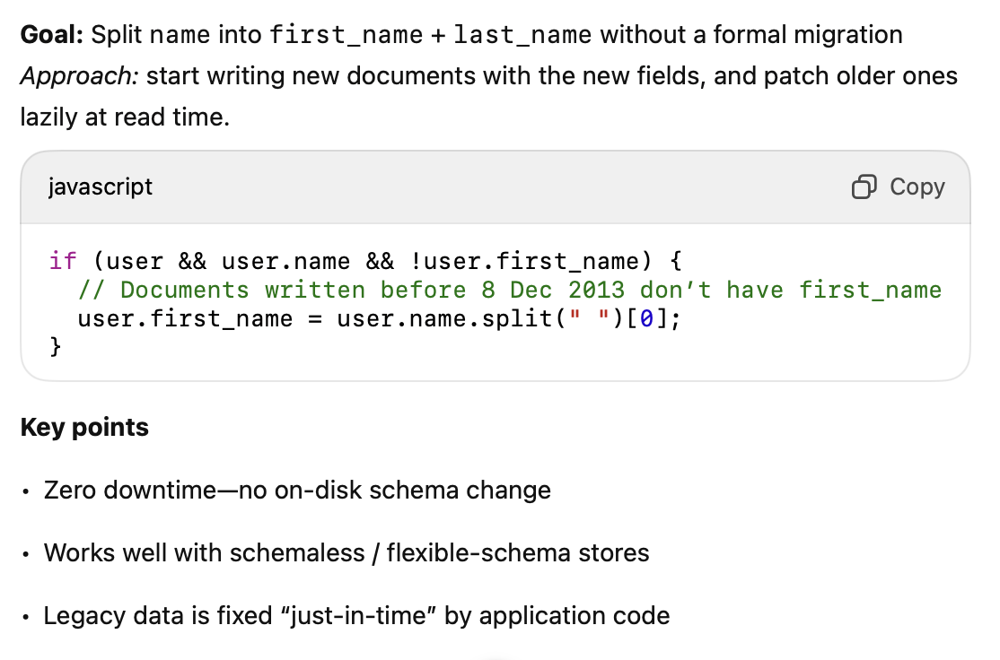 Goal: Split name into first_name + last_name without a formal migration
Approach: start writing new documents with the new fields, and patch older ones
lazily at read time.
javascript
Copy
if (user && user.name && !user.first_name) {
  // Documents written before 8 Dec 2013 don’t have first_name
  user.first_name = user.name.split(" ")[0];
}
Key points
• Zero downtime—no on-disk schema change
• Works well with schemaless / flexible-schema stores
• Legacy data is fixed “just-in-time” by application code